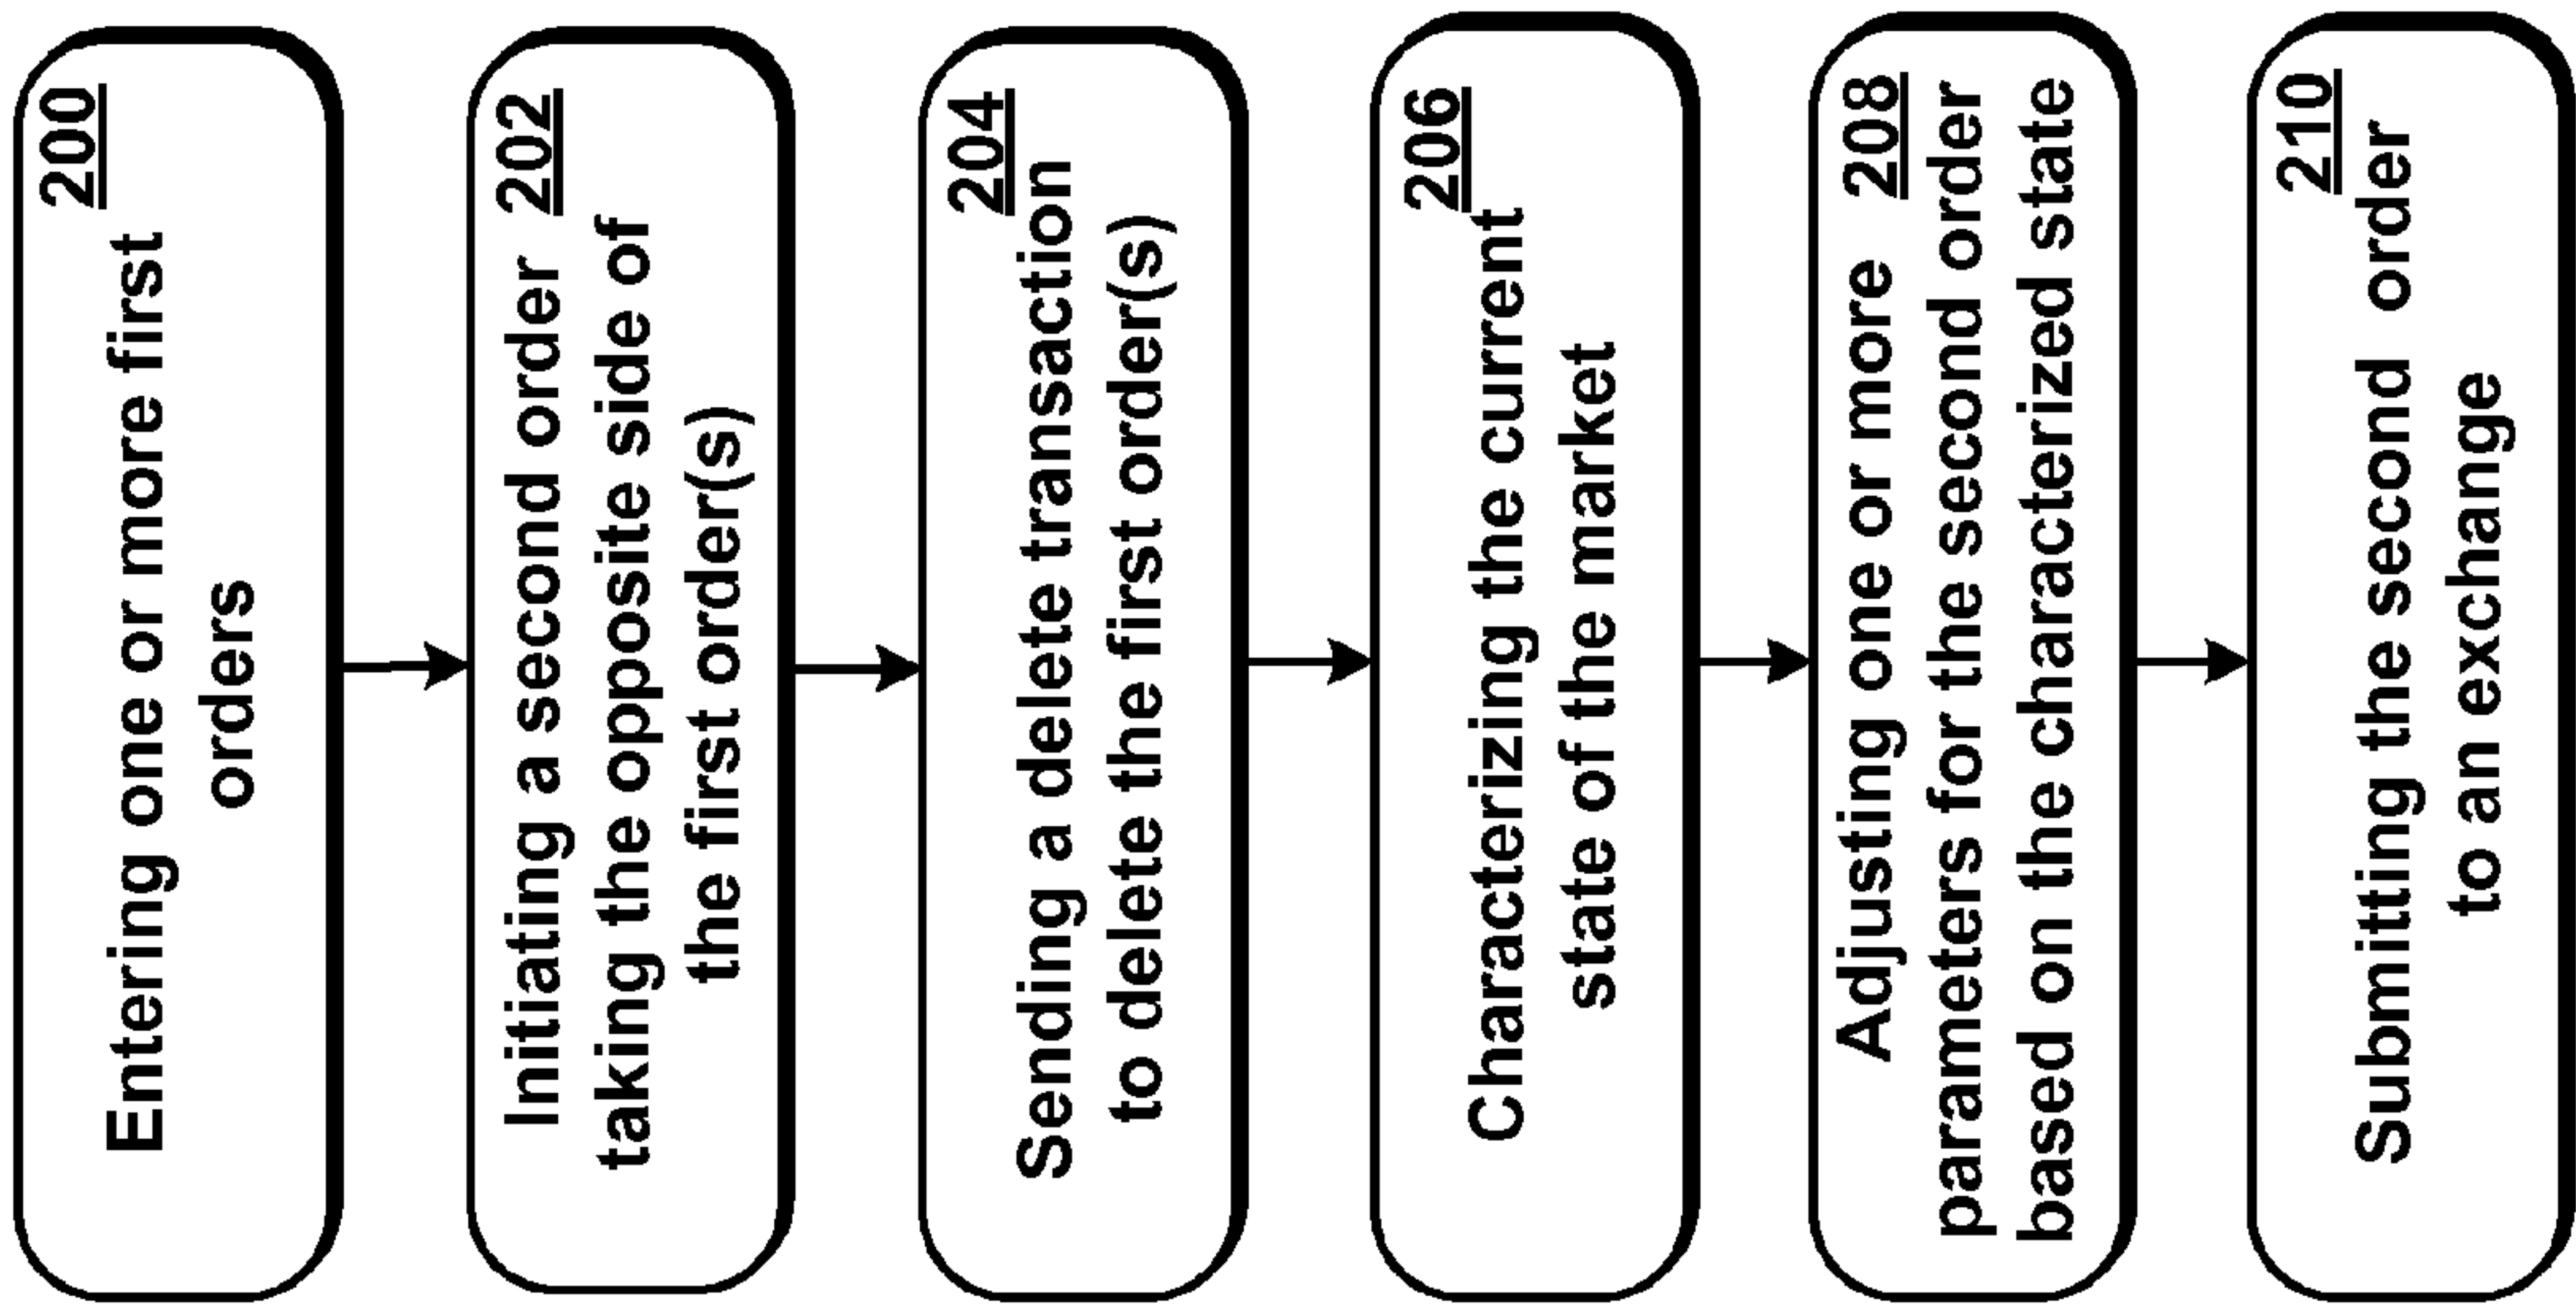 200
Entering one or more first
orders
Initiating a second order 202
taking the opposite side of
the first order(s)
204
Sending a delete transaction
to delete the first order(s)
206
Characterizing the current
state of the market
Adjusting one or more 208
parameters for the second order
based on the characterized state
210
Submitting the second order
to an exchange